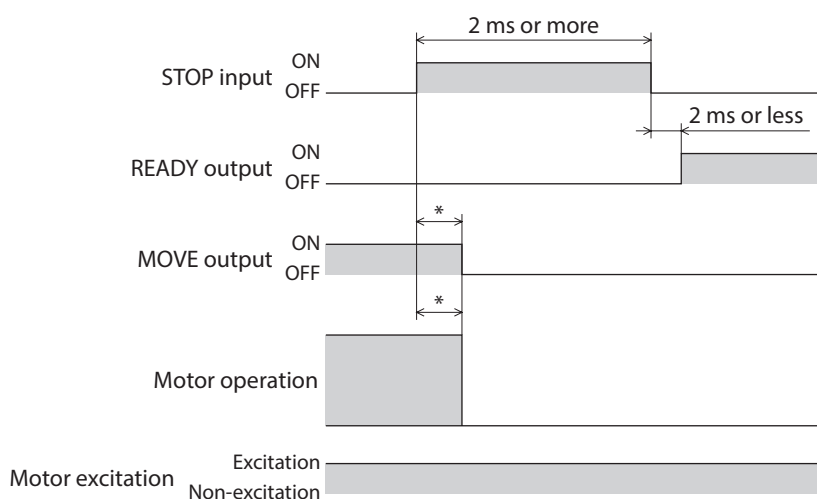 2 ms or more
STOP input
ON
OFF
2 ms or less
READY output
ON
OFF
*
MOVE output
ON
OFF
*
Motor operation
Motor excitation
Excitation
Non-excitation